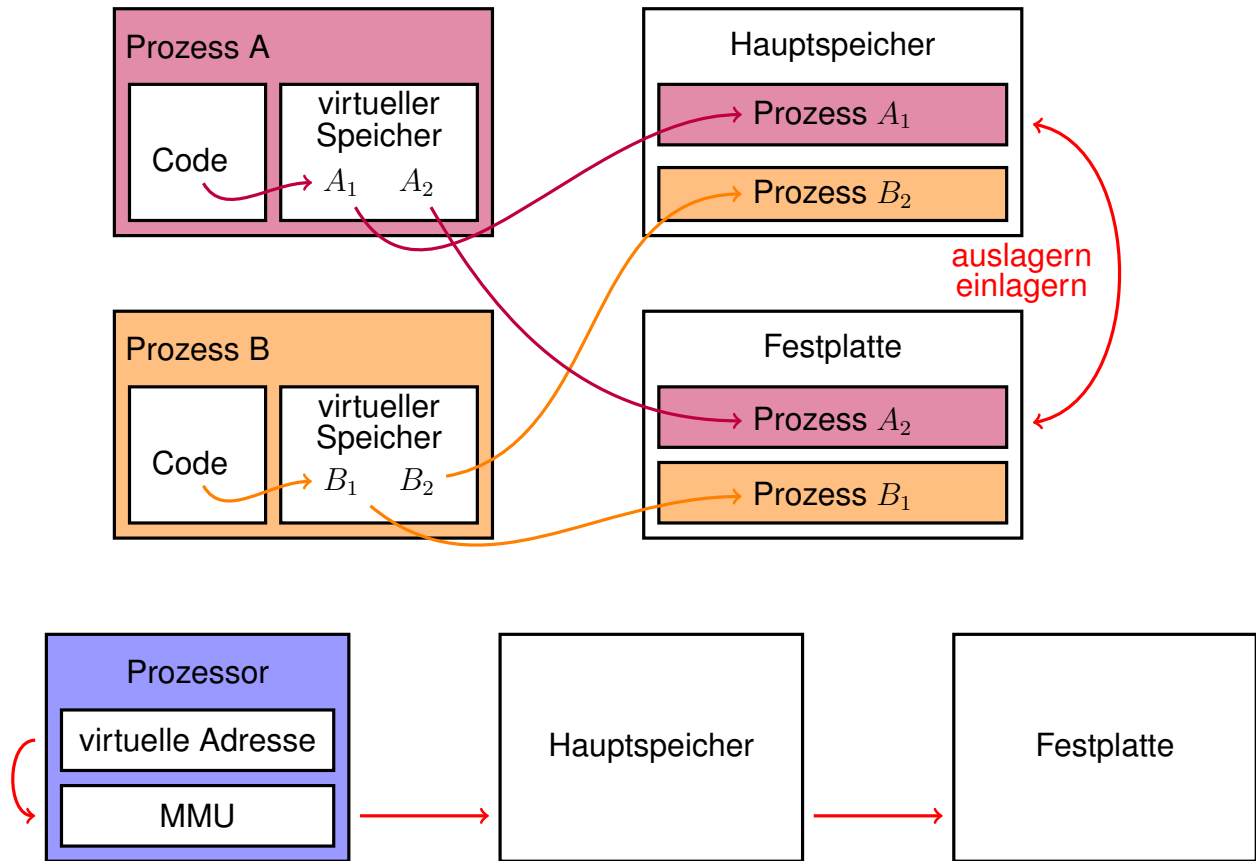 Prozess A
Code
virtueller
Speicher
A₁ A₂
Hauptspeicher
Prozess A₁
Prozess B₂
auslagern
einlagern
Prozess B
Code
virtueller
Speicher
B₁ B₂
Festplatte
Prozess A₂
Prozess B₁
Prozessor
virtuelle Adresse
MMU
Hauptspeicher
Festplatte